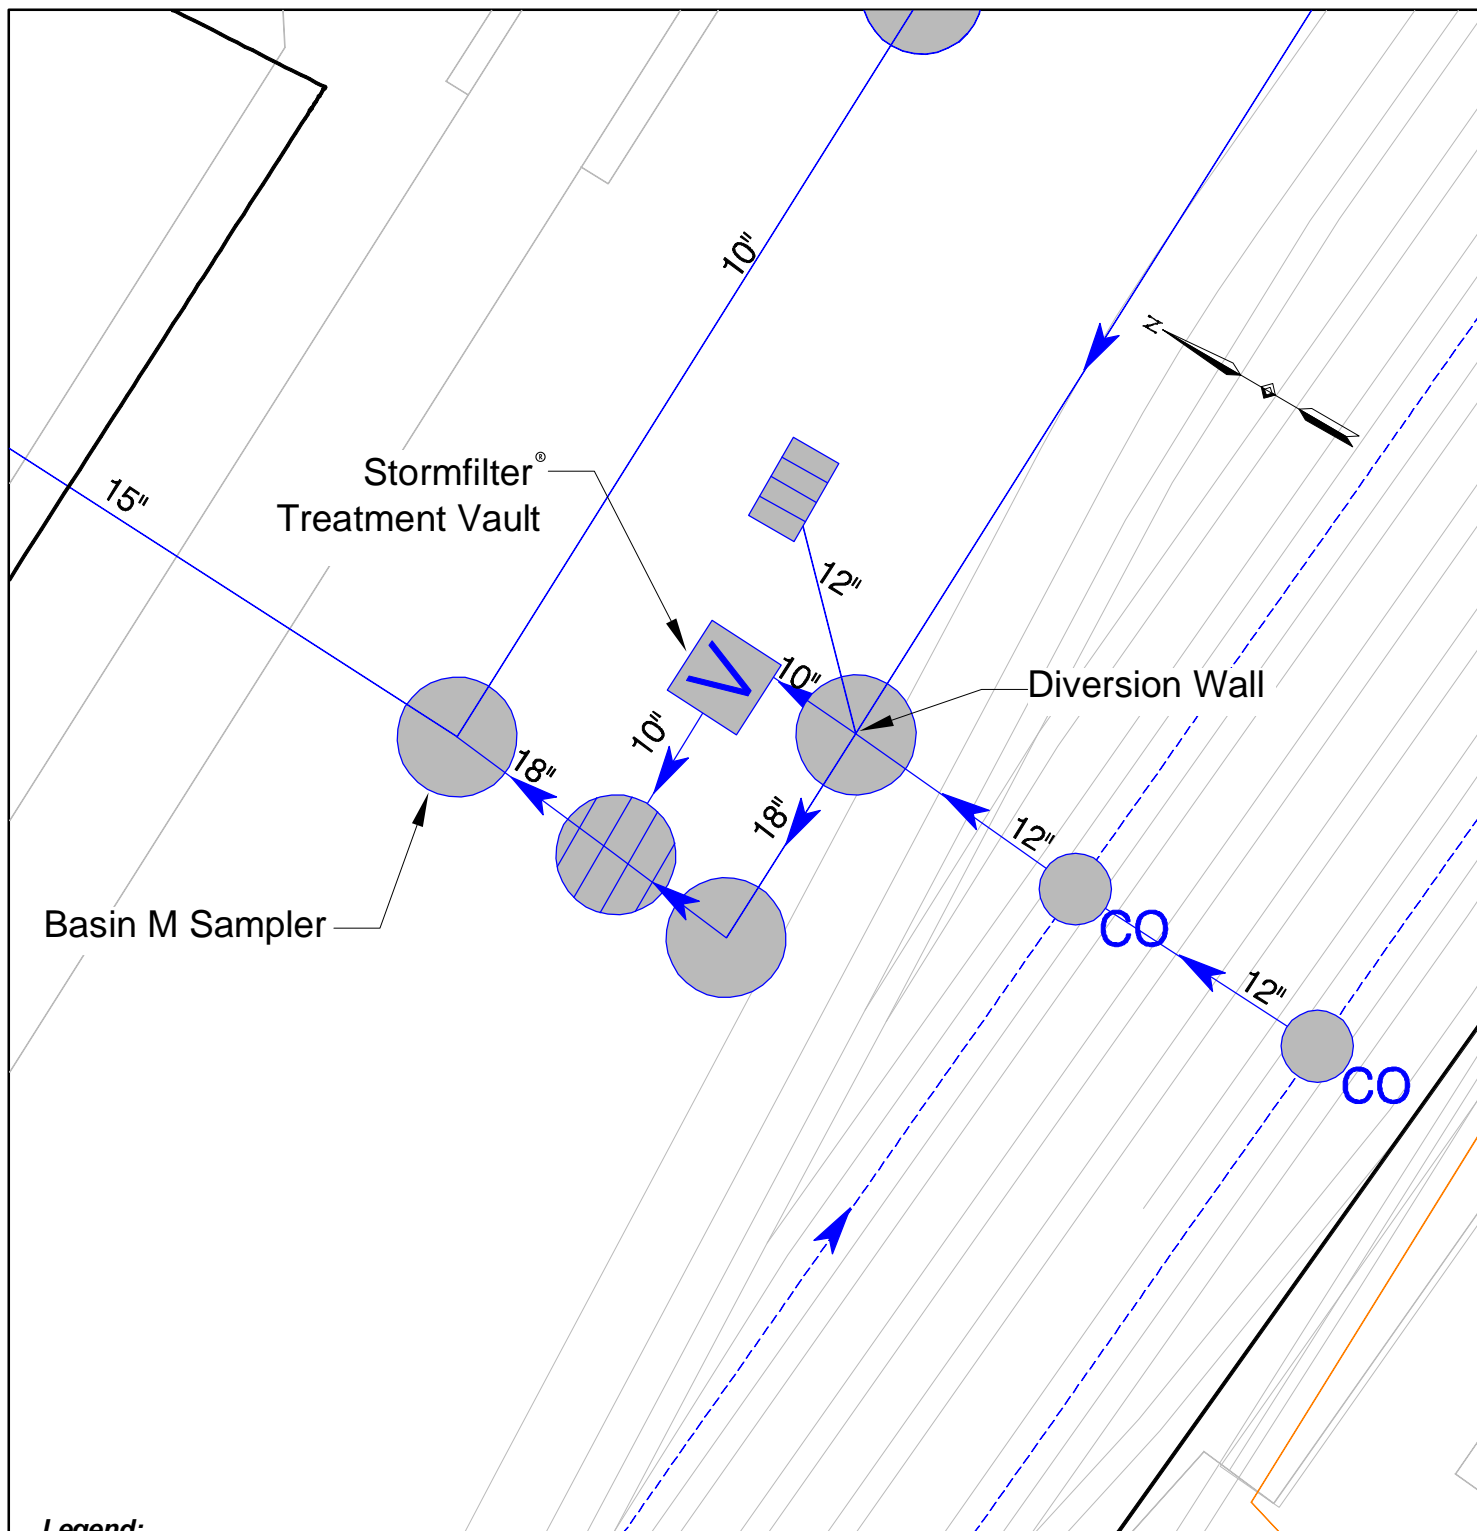 10"
N
15"
Stormfilter®
Treatment Vault
12"
V
10"
Diversion Wall
10"
18"
18"
12"
Basin M Sampler
CO
12"
CO
Legend: